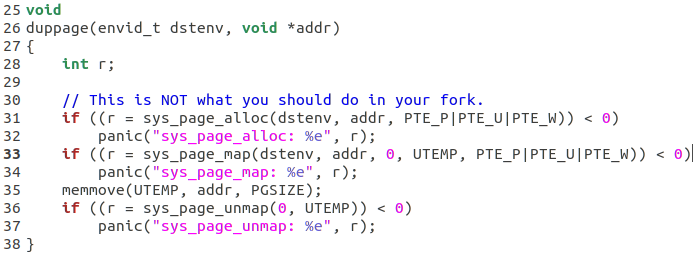 25 void
26 duppage(envid_t dstenv, void *addr)
27 {
28     int r;
29
30     // This is NOT what you should do in your fork.
31     if ((r = sys_page_alloc(dstenv, addr, PTE_P|PTE_U|PTE_W)) < 0)
32         panic("sys_page_alloc: %e", r);
33     if ((r = sys_page_map(dstenv, addr, 0, UTEMP, PTE_P|PTE_U|PTE_W)) < 0)
34         panic("sys_page_map: %e", r);
35     memmove(UTEMP, addr, PGSIZE);
36     if ((r = sys_page_unmap(0, UTEMP)) < 0)
37         panic("sys_page_unmap: %e", r);
38 }